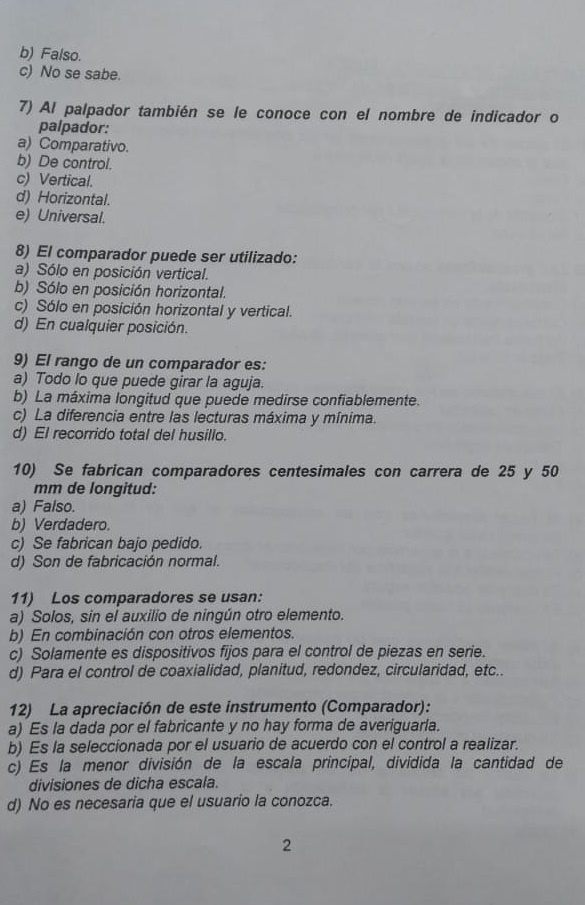 b) Falso.
c) No se sabe.
7) Al palpador también se le conoce con el nombre de indicador o
palpador:
a) Comparativo.
b) De control.
c) Vertical.
d) Horizontal.
e) Universal.
8) El comparador puede ser utilizado:
a) Sólo en posición vertical.
b) Sólo en posición horizontal.
c) Sólo en posición horizontal y vertical.
d) En cualquier posición.
9) El rango de un comparador es:
a) Todo lo que puede girar la aguja.
b) La máxima longitud que puede medirse confiablemente.
c) La diferencia entre las lecturas máxima y mínima.
d) El recorrido total del husillo.
10) Se fabrican comparadores centesimales con carrera de 25 y 50
mm de longitud:
a) Falso.
b) Verdadero.
c) Se fabrican bajo pedido.
d) Son de fabricación normal.
11) Los comparadores se usan:
a) Solos, sin el auxilio de ningún otro elemento.
b) En combinación con otros elementos.
c) Solamente es dispositivos fijos para el control de piezas en serie.
d) Para el control de coaxialidad, planitud, redondez, circularidad, etc..
12) La apreciación de este instrumento (Comparador):
a) Es la dada por el fabricante y no hay forma de averiguarla.
b) Es la seleccionada por el usuario de acuerdo con el control a realizar.
c) Es la menor división de la escala principal, dividida la cantidad de
divisiones de dicha escala.
d) No es necesaria que el usuario la conozca.
2